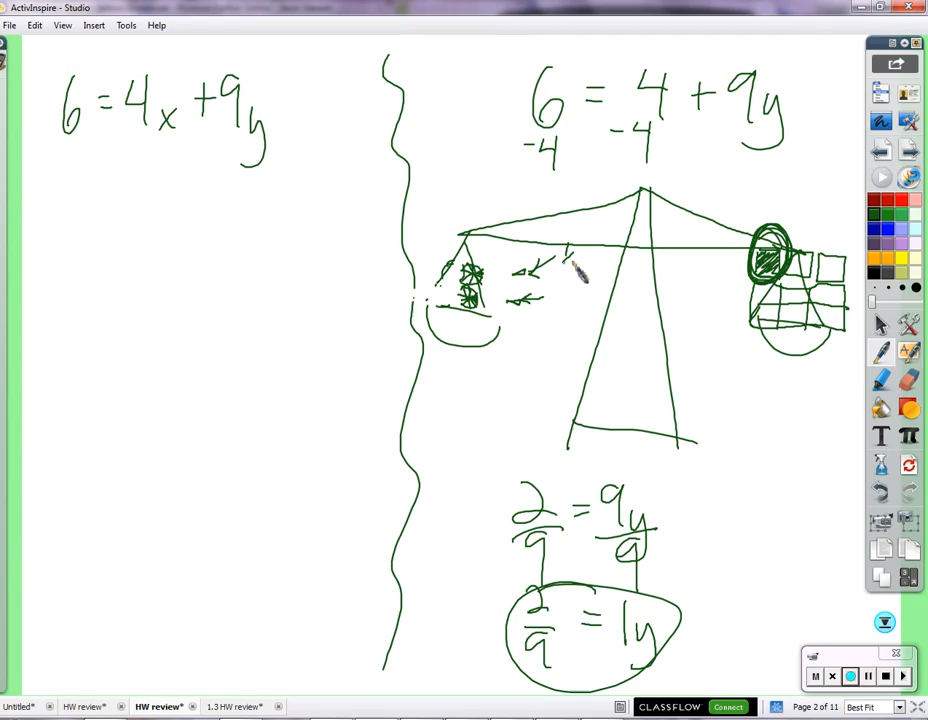 ActivInspire - Studio
File Edit View Insert Tools Help
6 = 4x + 9y
6 = 4 + 9y
-4 -4
2/9 = 9y/9
2/9 = 1y
T π
M
Untitled* HW review* HW review* 1.3 HW review*
CLASSFLOW Connect
Page 2 of 11 Best Fit